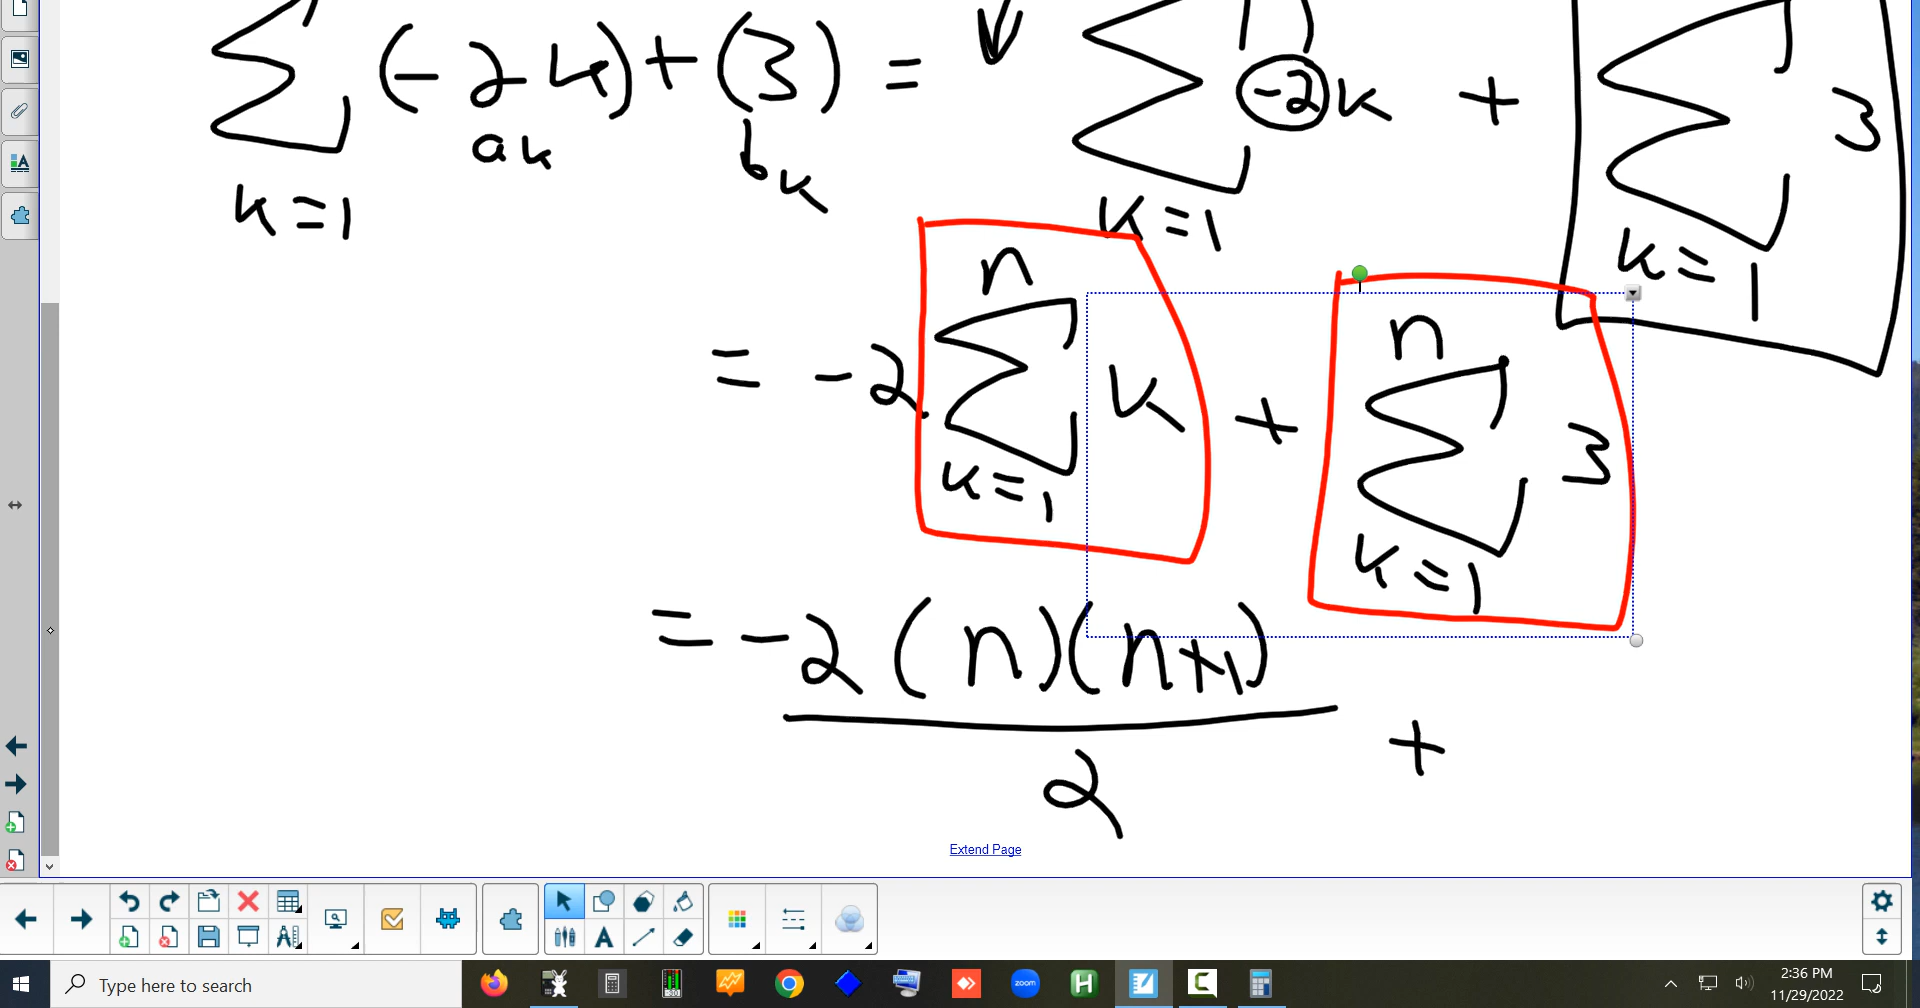 ∑ (-2k) + (3) = ∑ -2k + ∑ 3
ak bk
k=1 k=1 k=1
n n
= -2 ∑ k + ∑ 3
k=1 k=1
= -2(n)(n+1)
2 +
Extend Page
Type here to search
zoom
H
2:36 PM
11/29/2022